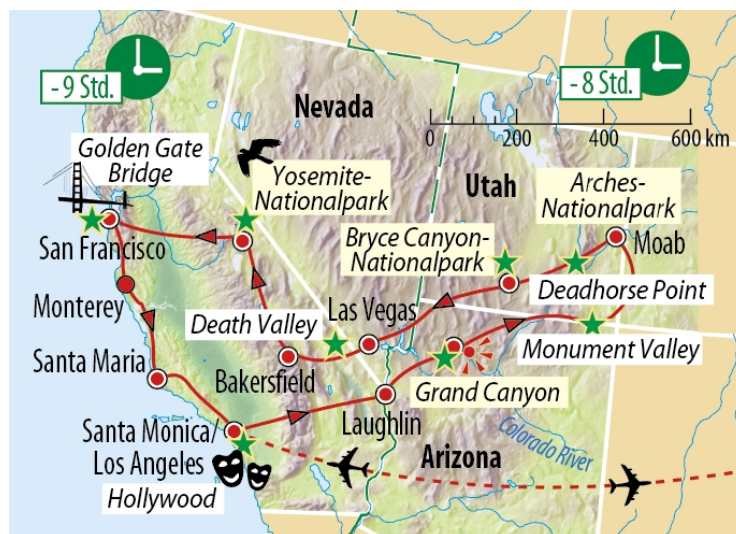 - 9 Std.
- 8 Std.
Nevada
0
200
400
600 km
Golden Gate
Bridge
Yosemite-
Nationalpark
Utah
Arches-
Nationalpark
San Francisco
Bryce Canyon-
Nationalpark
Moab
Monterey
Death Valley
Las Vegas
Deadhorse Point
Santa Maria
Bakersfield
Monument Valley
Grand Canyon
Laughlin
Santa Monica/
Los Angeles
Hollywood
Arizona
Colorado River